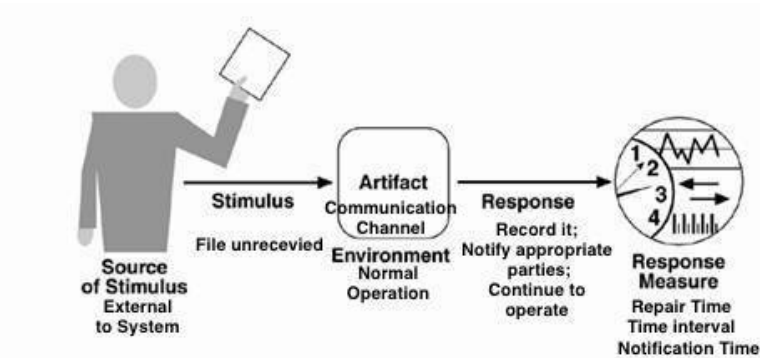 Source
of Stimulus
External
to System
Stimulus
File unrecevied
Artifact
Communication
Channel
Environment
Normal
Operation
Response
Record it;
Notify appropriate
parties;
Continue to
operate
1
2
3
4
Response
Measure
Repair Time
Time interval
Notification Time